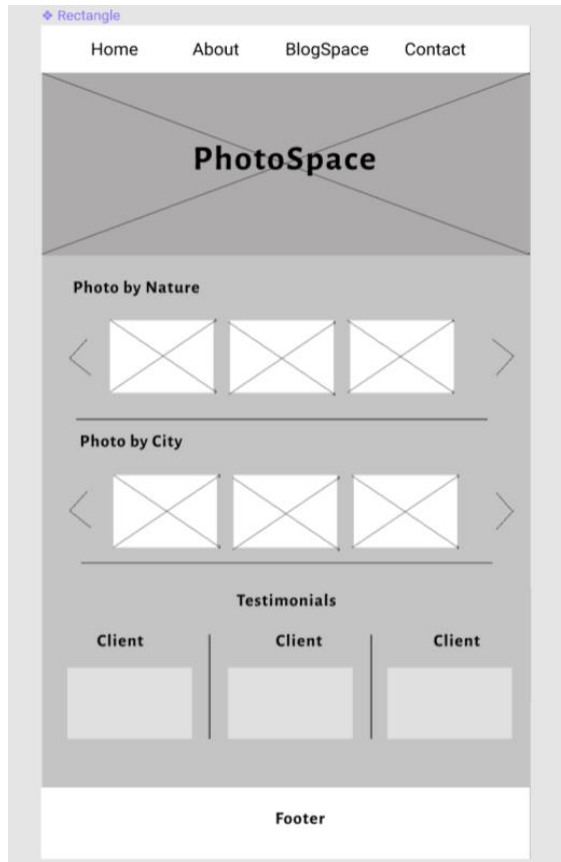 Rectangle
Home About BlogSpace Contact
PhotoSpace
Photo by Nature
Photo by City
Testimonials
Client Client Client
Footer